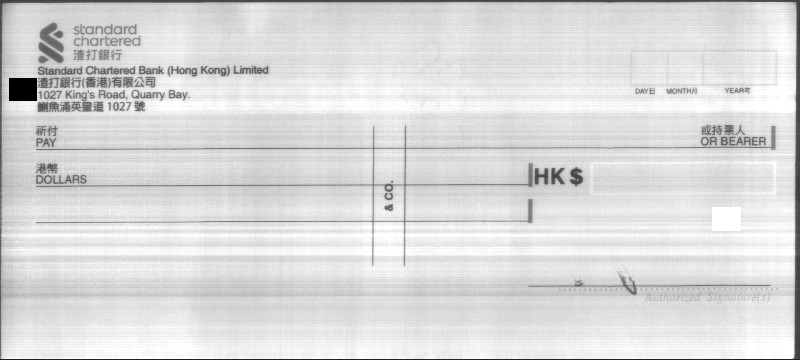 standard
chartered
渣打銀行
Standard Chartered Bank (Hong Kong) Limited
渣打銀行(香港)有限公司
1027 King's Road, Quarry Bay.
鰂魚涌英皇道 1027 號
DAY日 MONTH月 YEAR年
祈付
PAY
或持票人
OR BEARER
港幣
DOLLARS
HK $
& CO.
Authorized Signature(s)